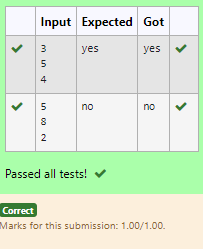 Input Expected Got
3 yes yes
5
4
5 no no
8
2
Passed all tests!
Correct
Marks for this submission: 1.00/1.00.